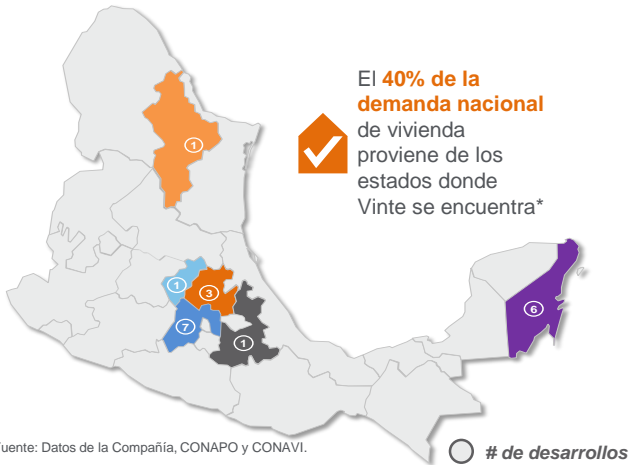 El 40% de la
demanda nacional
de vivienda
proviene de los
estados donde
Vinte se encuentra*
1
1
3
6
7
1
uente: Datos de la Compañía, CONAPO y CONAVI.
# de desarrollos